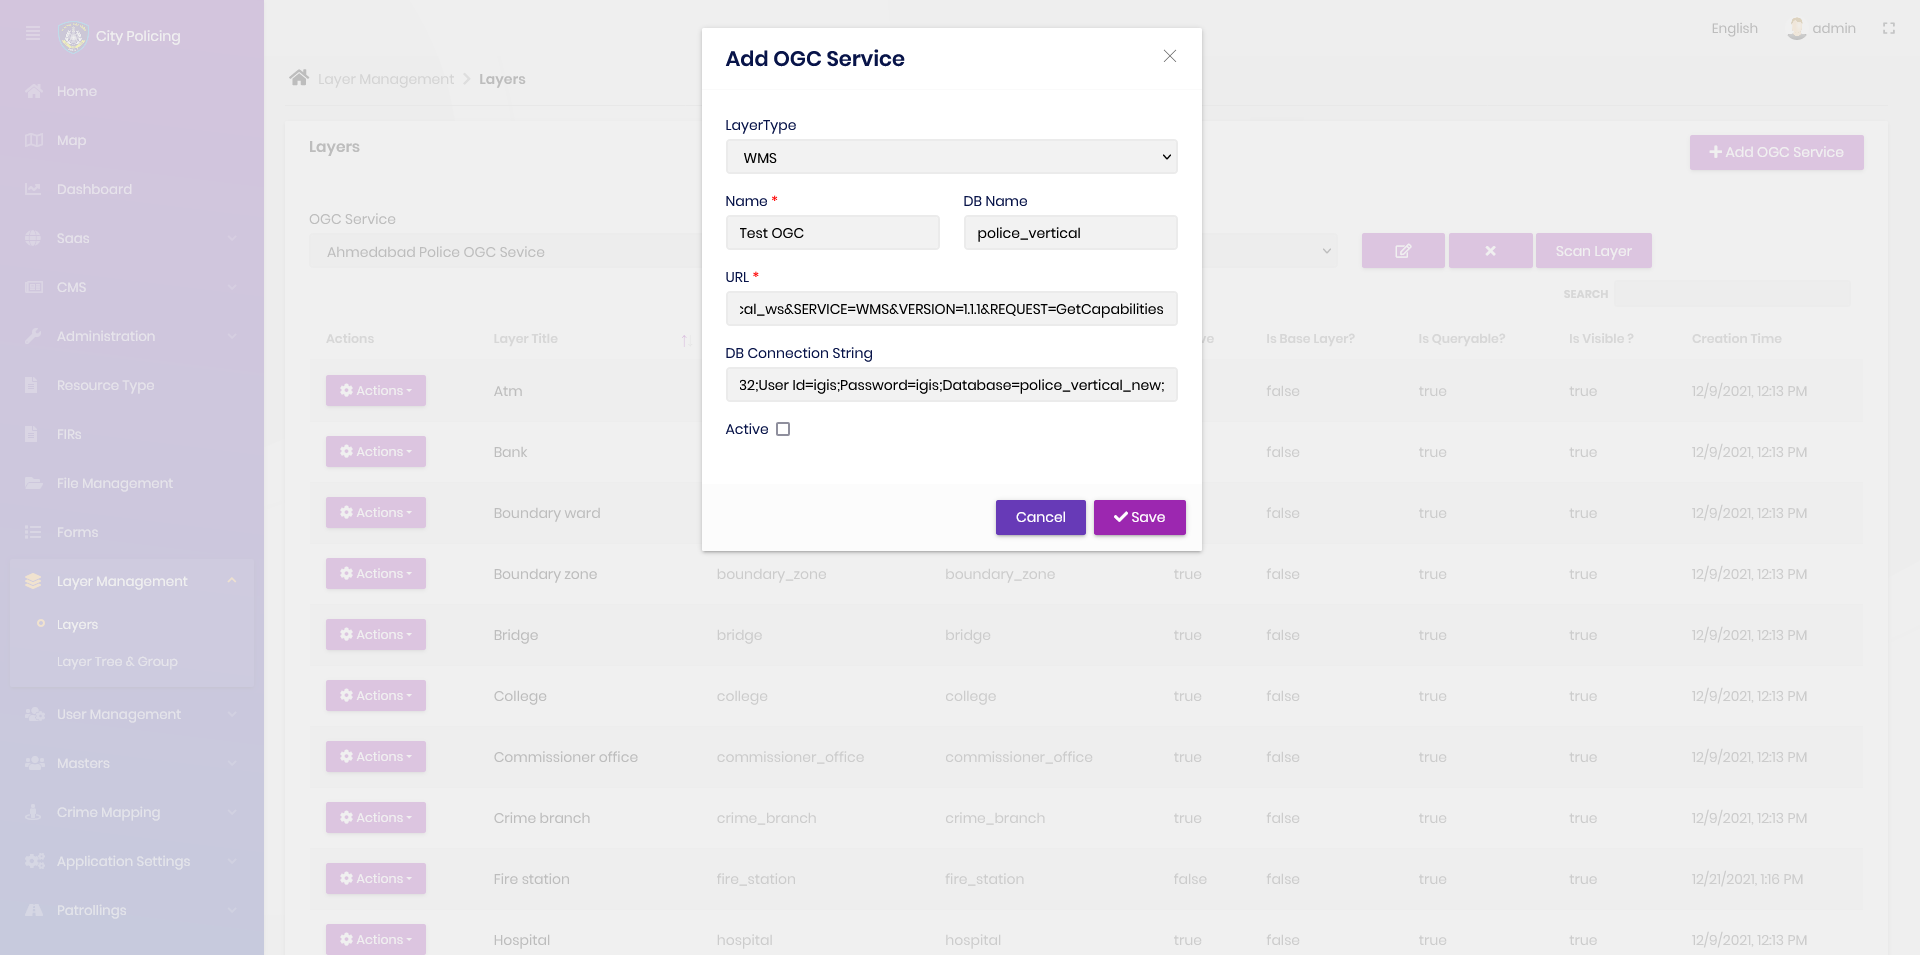 City Policing
English
admin
Home
Map
Dashboard
Saas
CMS
Administration
Resource Type
FIRs
File Management
Forms
Layer Management
Layers
Layer Tree & Group
User Management
Masters
Crime Mapping
Application Settings
Patrollings
Layer Management > Layers
Layers
+ Add OGC Service
OGC Service
Ahmedabad Police OGC Sevice
Scan Layer
SEARCH
Actions Layer Title Is Base Layer? Is Queryable? Is Visible ? Creation Time
Actions Atm false true true 12/9/2021, 12:13 PM
Actions Bank false true true 12/9/2021, 12:13 PM
Actions Boundary ward false true true 12/9/2021, 12:13 PM
Actions Boundary zone boundary_zone boundary_zone true false true true 12/9/2021, 12:13 PM
Actions Bridge bridge bridge true false true true 12/9/2021, 12:13 PM
Actions College college college true false true true 12/9/2021, 12:13 PM
Actions Commissioner office commissioner_office commissioner_office true false true true 12/9/2021, 12:13 PM
Actions Crime branch crime_branch crime_branch true false true true 12/9/2021, 12:13 PM
Actions Fire station fire_station fire_station false false true true 12/21/2021, 1:16 PM
Actions Hospital hospital hospital true false true true 12/9/2021, 12:13 PM
Add OGC Service
LayerType
WMS
Name * DB Name
Test OGC police_vertical
URL *
cal_ws&SERVICE=WMS&VERSION=1.1.1&REQUEST=GetCapabilities
DB Connection String
32;User Id=igis;Password=igis;Database=police_vertical_new;
Active
Cancel Save